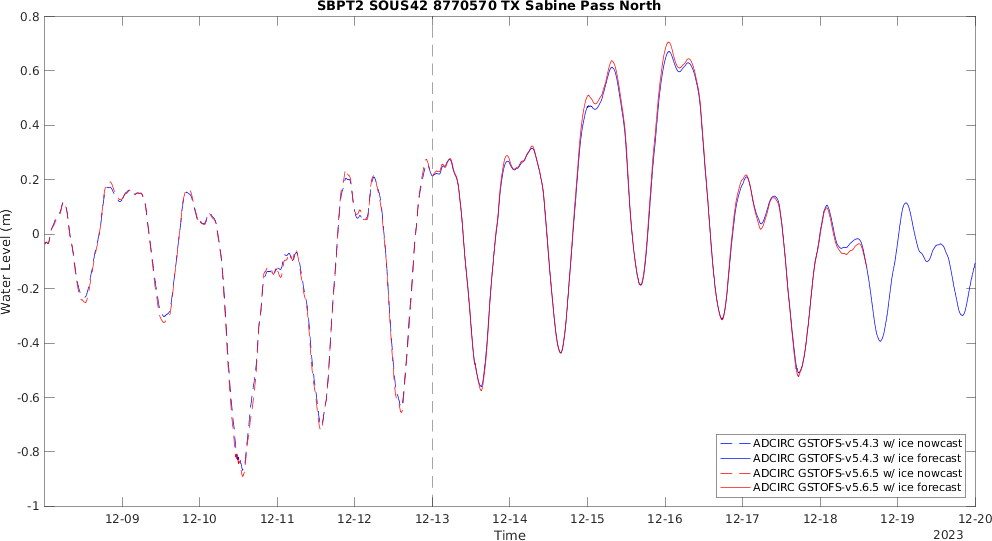 SBPT2 SOUS42 8770570 TX Sabine Pass North
Water Level (m)
0.8
0.6
0.4
0.2
0
-0.2
-0.4
-0.6
-0.8
-1
12-09 12-10 12-11 12-12 12-13 12-14 12-15 12-16 12-17 12-18 12-19 12-20
Time
2023
ADCIRC GSTOFS-v5.4.3 w/ ice nowcast
ADCIRC GSTOFS-v5.4.3 w/ ice forecast
ADCIRC GSTOFS-v5.6.5 w/ ice nowcast
ADCIRC GSTOFS-v5.6.5 w/ ice forecast